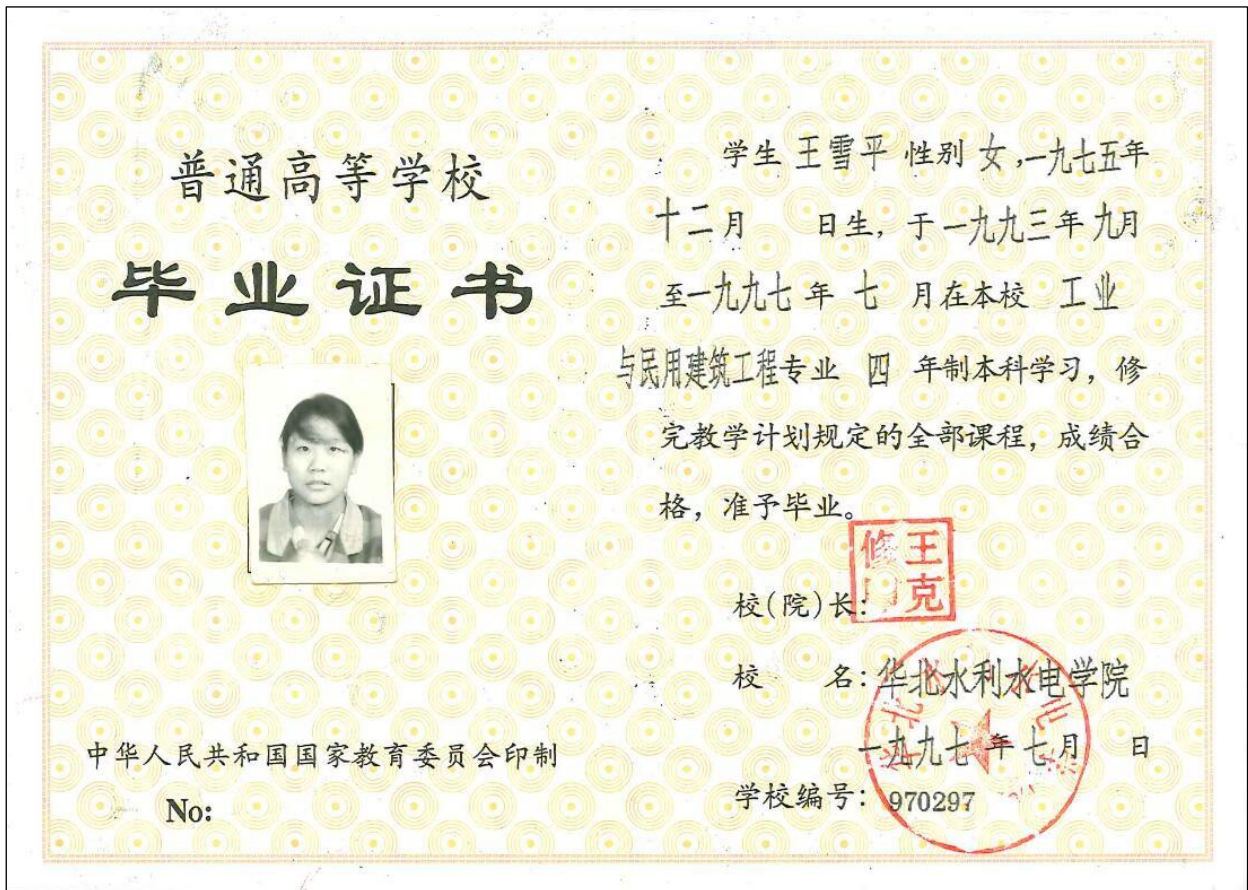 普通高等学校
毕业证书
中华人民共和国国家教育委员会印制
No:
学生 王雪平 性别 女,一九七五年
十二月 日生, 于一九九三年九月
至一九九七年 七 月在本校 工业
与民用建筑工程专业 四 年制本科学习, 修
完教学计划规定的全部课程, 成绩合
格, 准予毕业。
校(院)长:
王克
校 名: 华北水利水电学院
一九九七年七月 日
学校编号: 970297